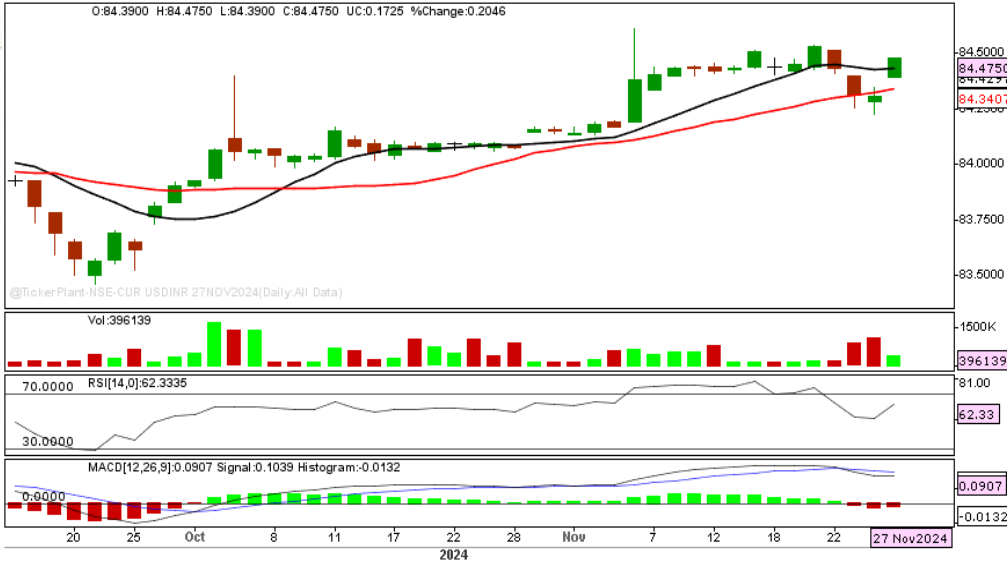 O:84.3900 H:84.4750 L:84.3900 C:84.4750 UC:0.1725 %Change:0.2046
84.5000
84.4750
84.3407
84.0000
83.7500
83.5000
@TickerPlant-NSE-CUR USDINR 27NOV2024(Daily:All Data)
Vol:396139
1500K
396139
70.0000 RSI[14,0]:62.3335
81.00
62.33
30.0000
MACD[12,26,9]:0.0907 Signal:0.1039 Histogram:-0.0132
0.0000
0.0907
-0.0132
20 25 Oct 8 11 17 22 28 Nov 7 12 18 22 27 Nov2024
2024